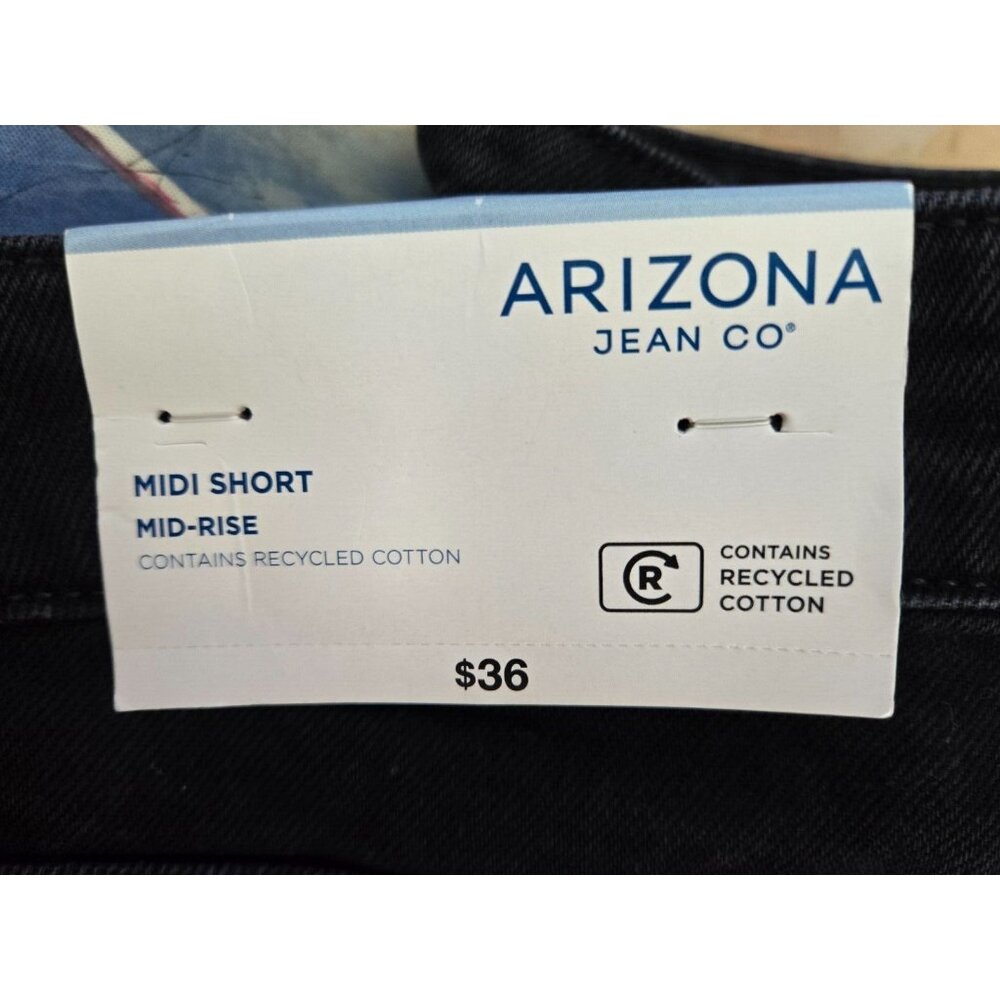 ARIZONA
JEAN CO®
MIDI SHORT
MID-RISE
CONTAINS RECYCLED COTTON
R
CONTAINS
RECYCLED
COTTON
$36